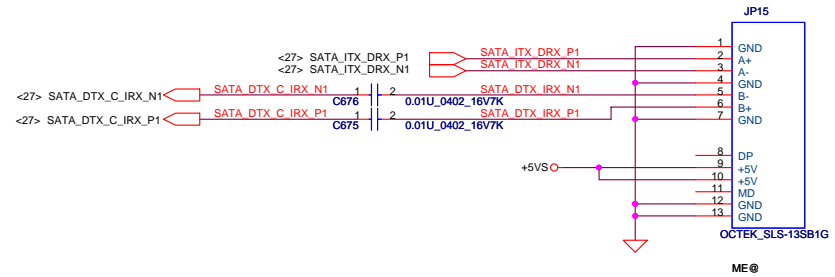 JP15
1 GND
<27> SATA_ITX_DRX_P1 SATA_ITX_DRX_P1 2 A+
<27> SATA_ITX_DRX_N1 SATA_ITX_DRX_N1 3 A-
4 GND
<27> SATA_DTX_C_IRX_N1 SATA_DTX_C_IRX_N1 1 2 SATA_DTX_IRX_N1 5 B-
C676 0.01U_0402_16V7K
6 B+
<27> SATA_DTX_C_IRX_P1 SATA_DTX_C_IRX_P1 1 2 SATA_DTX_IRX_P1 7 GND
C675 0.01U_0402_16V7K
8 DP
+5VS 9 +5V
10 +5V
11 MD
12 GND
13 GND
OCTEK_SLS-13SB1G
ME@